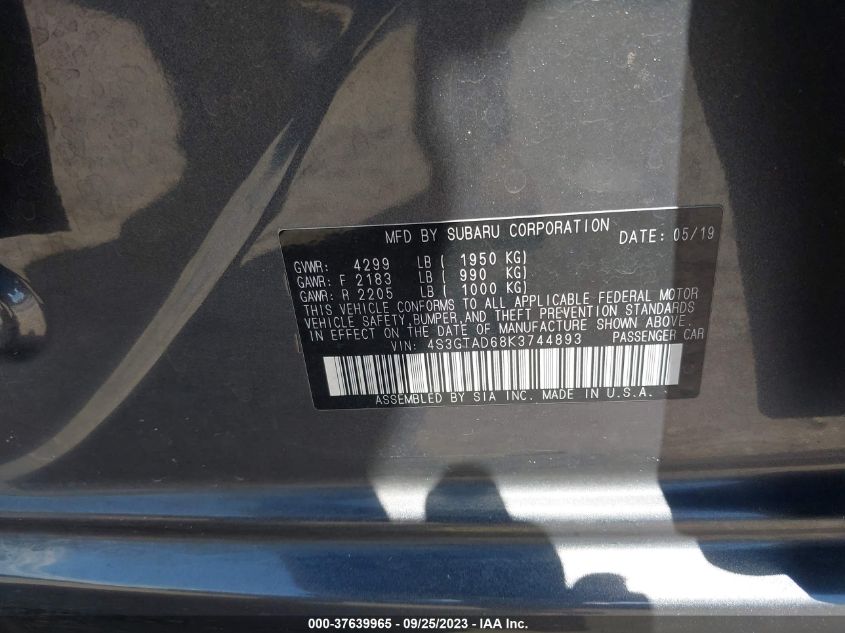 MFD BY SUBARU CORPORATION DATE: 05/19
GVWR: 4299 LB ( 1950 KG)
GAWR: F 2183 LB ( 990 KG)
GAWR: R 2205 LB ( 1000 KG)
THIS VEHICLE CONFORMS TO ALL APPLICABLE FEDERAL MOTOR
VEHICLE SAFETY, BUMPER, AND THEFT PREVENTION STANDARDS
IN EFFECT ON THE DATE OF MANUFACTURE SHOWN ABOVE.
VIN: 4S3GTAD68K3744893 PASSENGER CAR
ASSEMBLED BY SIA INC. MADE IN U.S.A.
000-37639965 - 09/25/2023 - COPYRIGHT IAA, LLC.